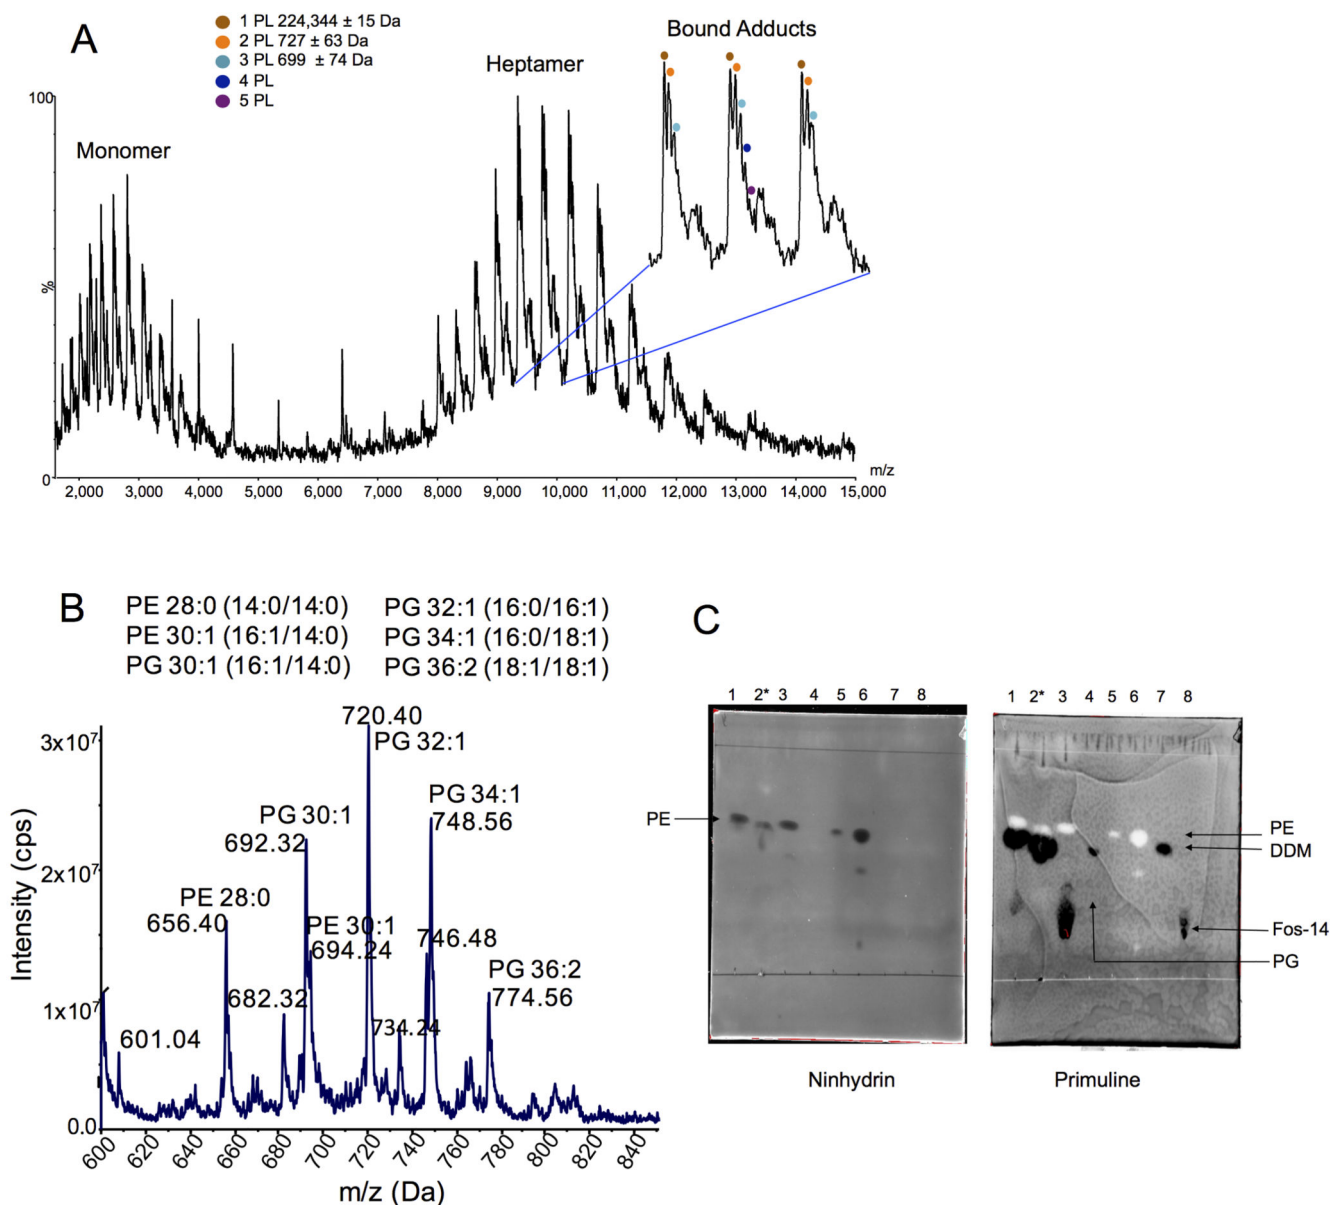 A
1 PL 224,344 ± 15 Da
2 PL 727 ± 63 Da
3 PL 699 ± 74 Da
4 PL
5 PL
Bound Adducts
Heptamer
Monomer
100
%
0
m/z
2,000 3,000 4,000 5,000 6,000 7,000 8,000 9,000 10,000 11,000 12,000 13,000 14,000 15,000
B
PE 28:0 (14:0/14:0) PG 32:1 (16:0/16:1)
PE 30:1 (16:1/14:0) PG 34:1 (16:0/18:1)
PG 30:1 (16:1/14:0) PG 36:2 (18:1/18:1)
720.40
PG 32:1
PG 34:1
748.56
PG 30:1
692.32
PE 28:0
656.40
PE 30:1
694.24
746.48
PG 36:2
774.56
682.32
734.24
601.04
3x10⁷
2x10⁷
1x10⁷
0.0
Intensity (cps)
600 620 640 660 680 700 720 740 760 780 800 820 840
m/z (Da)
C
1 2* 3 4 5 6 7 8
PE
Ninhydrin
1 2* 3 4 5 6 7 8
PE
DDM
Fos-14
PG
Primuline